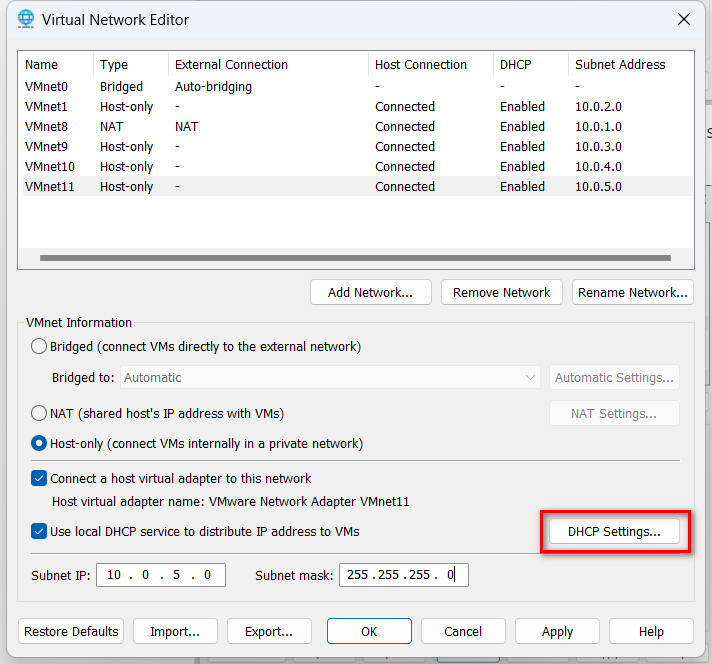 Virtual Network Editor
Name Type External Connection Host Connection DHCP Subnet Address
VMnet0 Bridged Auto-bridging - - -
VMnet1 Host-only - Connected Enabled 10.0.2.0
VMnet8 NAT NAT Connected Enabled 10.0.1.0
VMnet9 Host-only - Connected Enabled 10.0.3.0
VMnet10 Host-only - Connected Enabled 10.0.4.0
VMnet11 Host-only - Connected Enabled 10.0.5.0
Add Network... Remove Network Rename Network...
VMnet Information
Bridged (connect VMs directly to the external network)
Bridged to: Automatic Automatic Settings...
NAT (shared host's IP address with VMs) NAT Settings...
Host-only (connect VMs internally in a private network)
Connect a host virtual adapter to this network
Host virtual adapter name: VMware Network Adapter VMnet11
Use local DHCP service to distribute IP address to VMs DHCP Settings...
Subnet IP: 10 . 0 . 5 . 0 Subnet mask: 255 . 255 . 255 . 0
Restore Defaults Import... Export... OK Cancel Apply Help